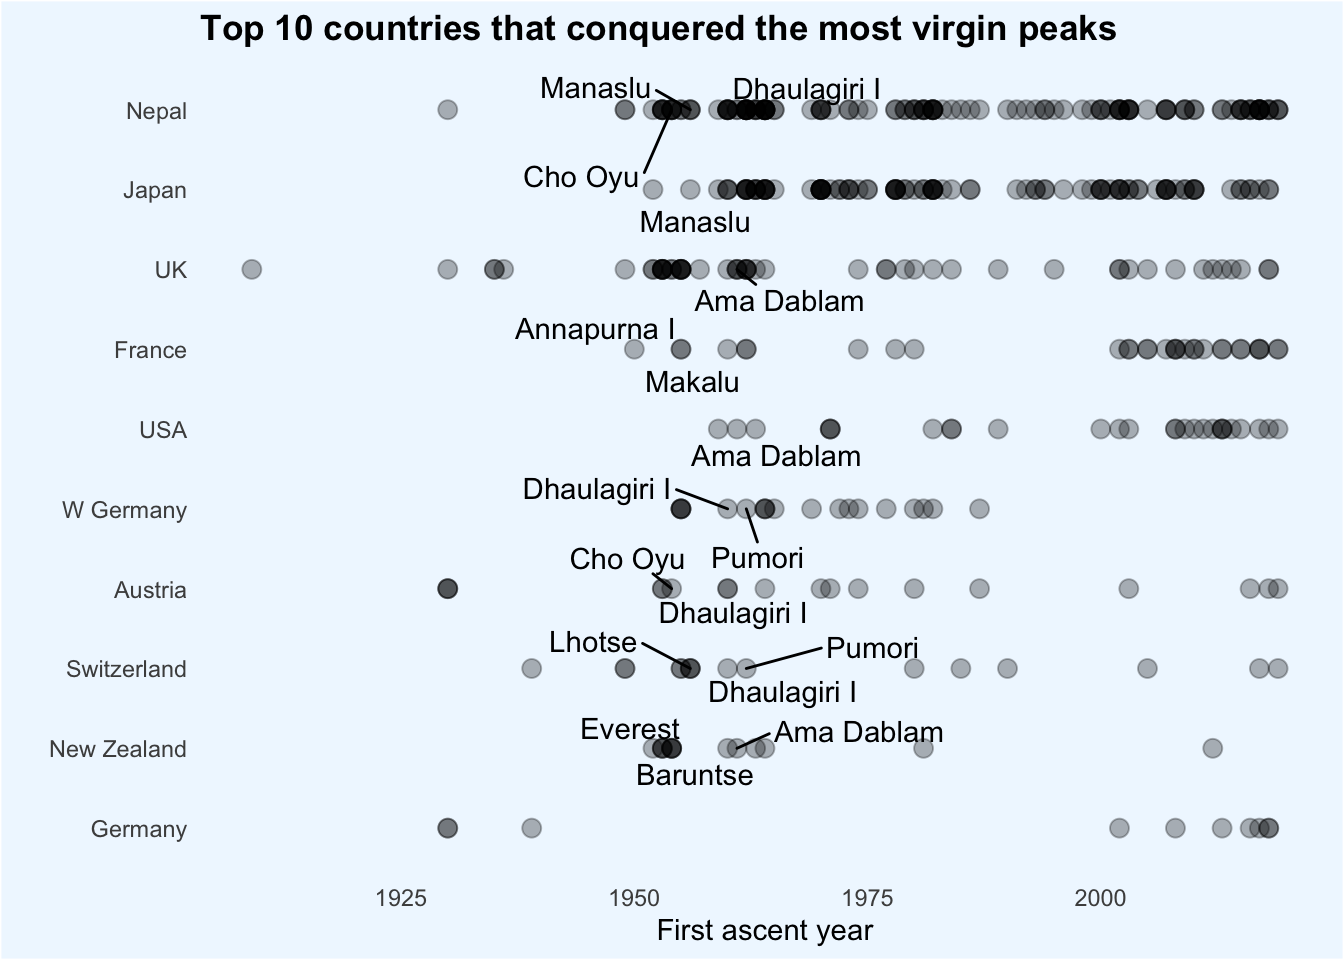 Top 10 countries that conquered the most virgin peaks
Manaslu
Dhaulagiri I
Nepal
Cho Oyu
Japan
Manaslu
UK
Ama Dablam
Annapurna I
France
Makalu
USA
Ama Dablam
Dhaulagiri I
W Germany
Cho Oyu
Pumori
Austria
Dhaulagiri I
Lhotse
Pumori
Switzerland
Dhaulagiri I
Everest
Ama Dablam
New Zealand
Baruntse
Germany
1925 1950 1975 2000
First ascent year